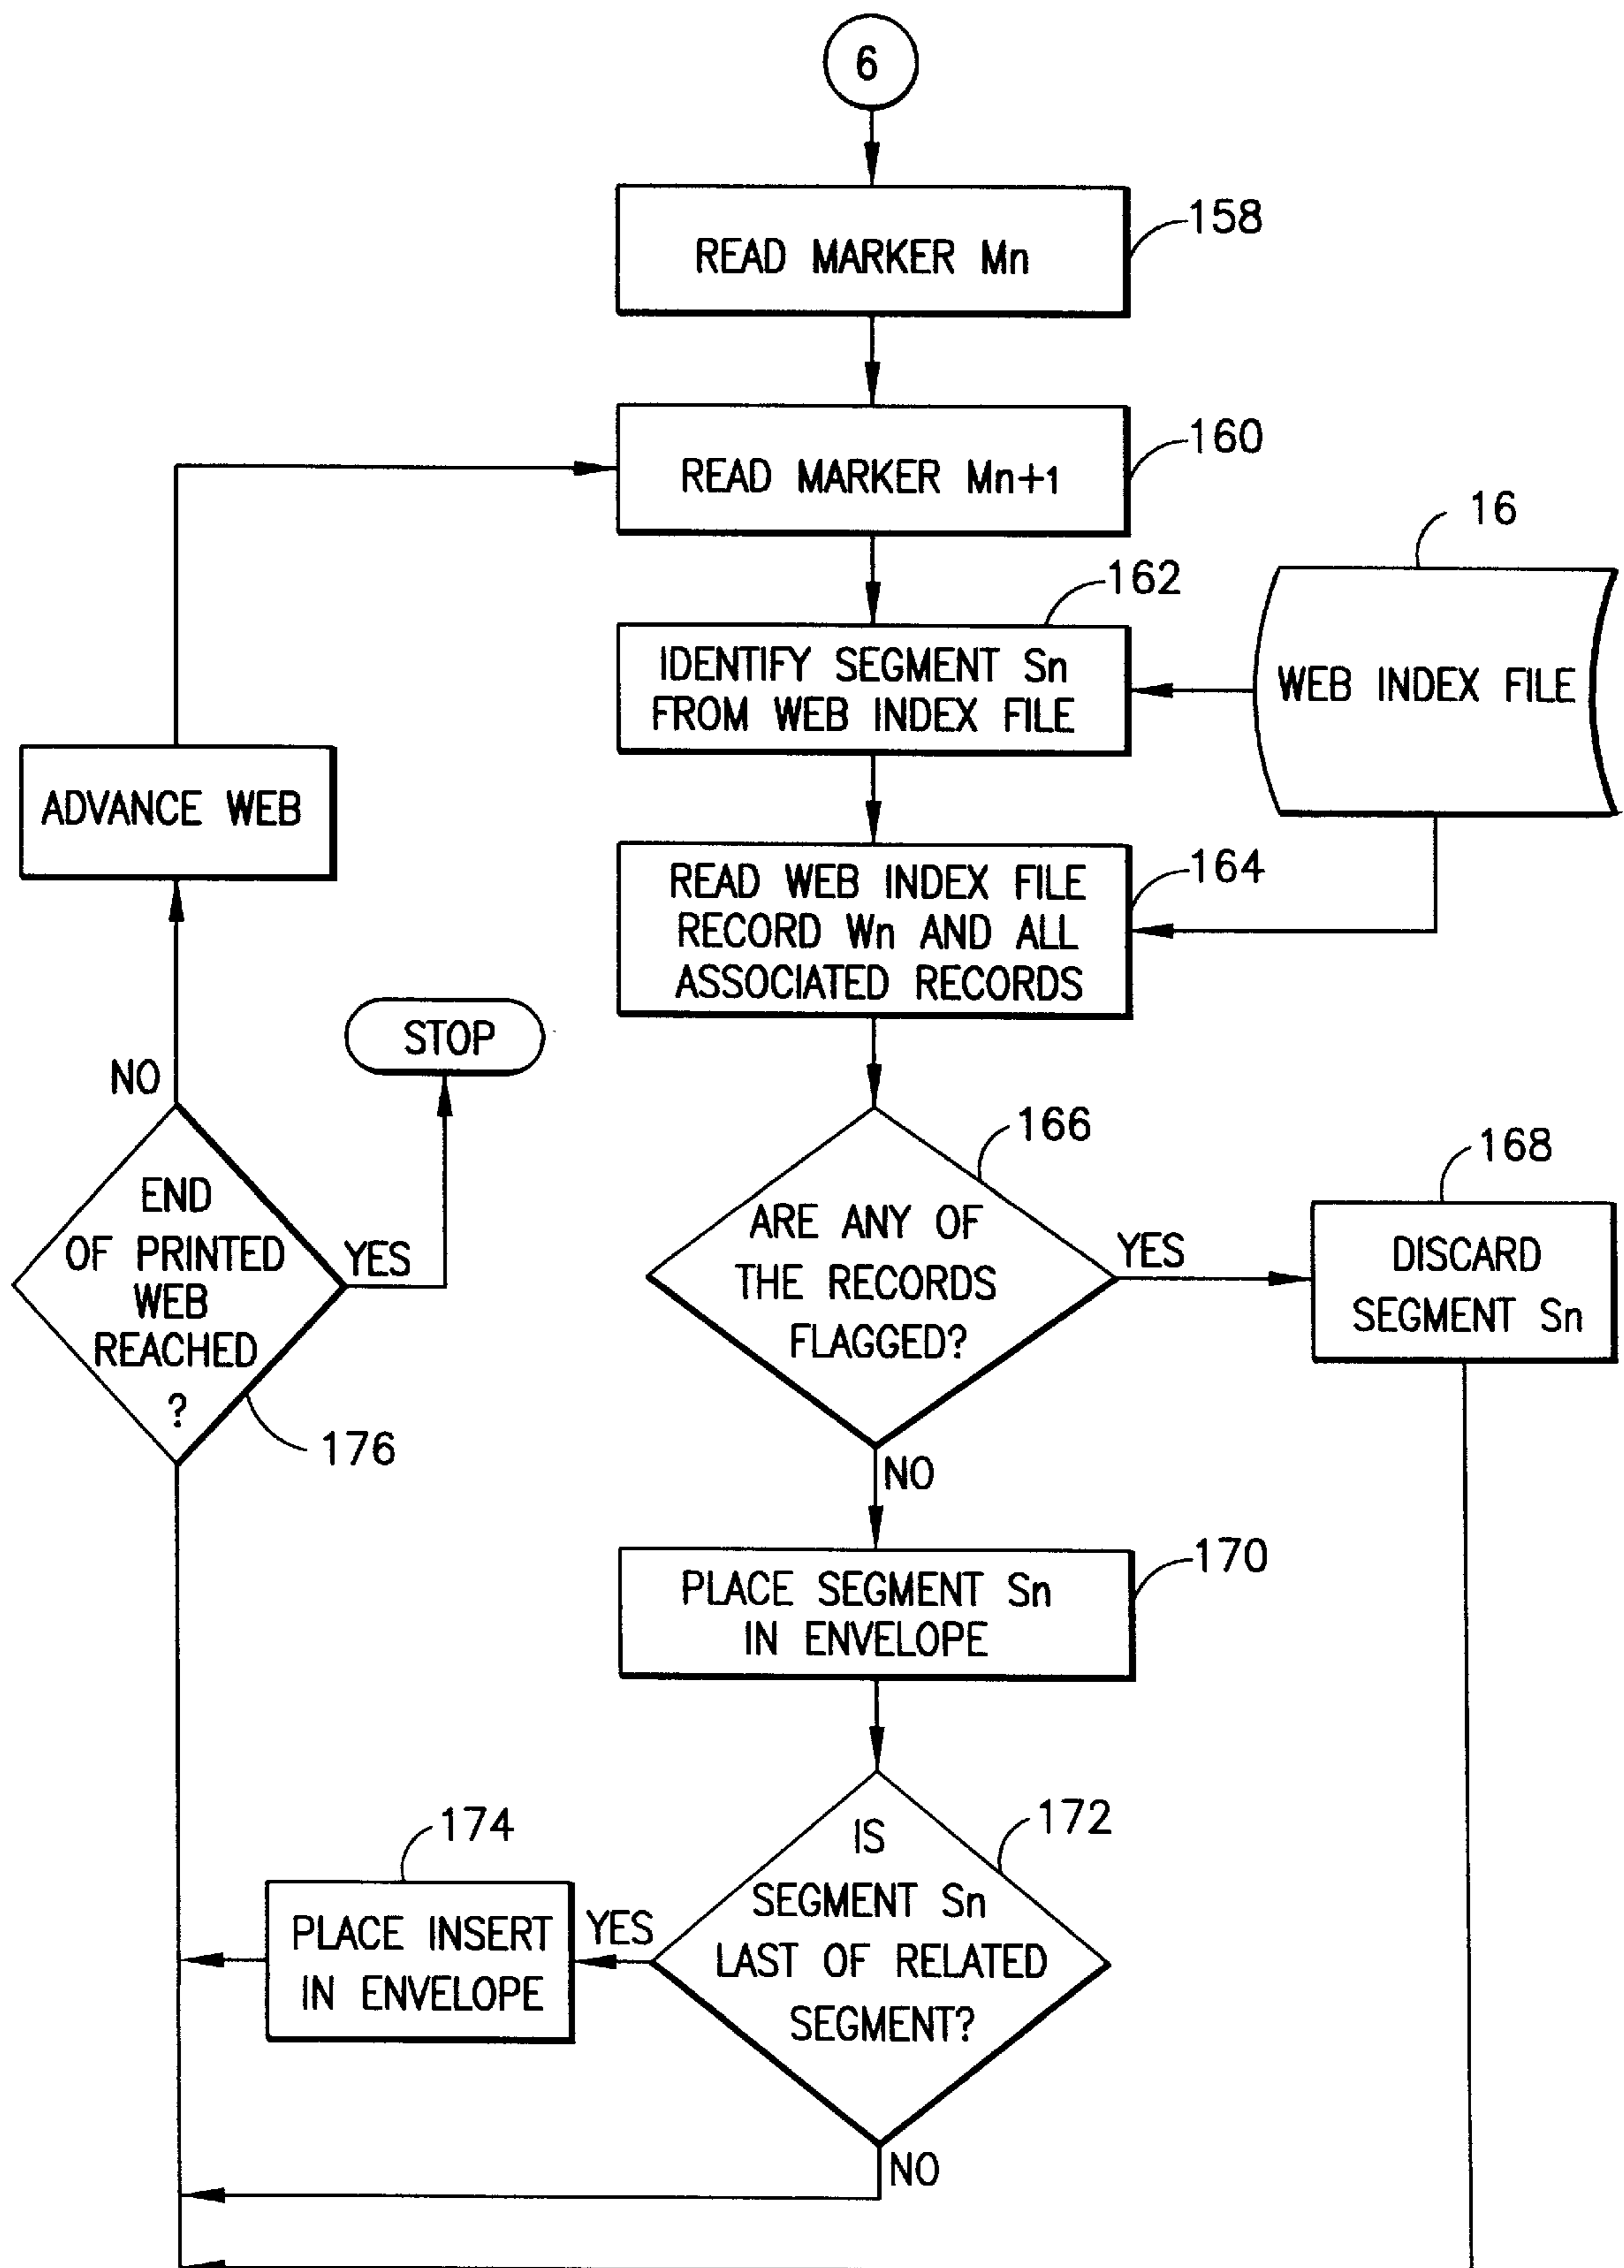 6
READ MARKER Mn
158
READ MARKER Mn+1
160
16
162
IDENTIFY SEGMENT Sn
FROM WEB INDEX FILE
WEB INDEX FILE
ADVANCE WEB
164
READ WEB INDEX FILE
RECORD Wn AND ALL
ASSOCIATED RECORDS
STOP
NO
166
168
END
OF PRINTED
WEB
REACHED
?
YES
176
ARE ANY OF
THE RECORDS
FLAGGED?
YES
DISCARD
SEGMENT Sn
NO
170
PLACE SEGMENT Sn
IN ENVELOPE
172
174
IS
SEGMENT Sn
LAST OF RELATED
SEGMENT?
YES
PLACE INSERT
IN ENVELOPE
NO